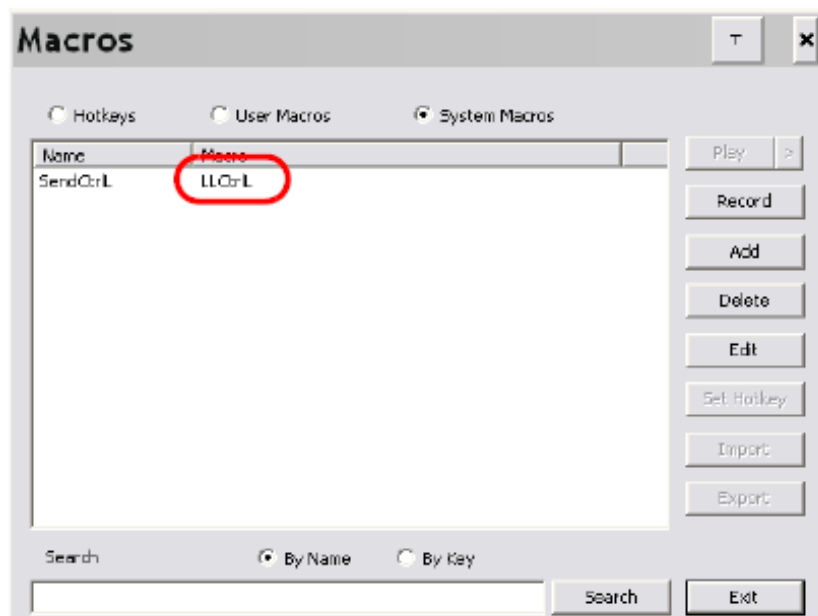 Macros
T
×
Hotkeys
User Macros
System Macros
Name
Macro
Play
>
SendCtrlL
LLCtrlL
Record
Add
Delete
Edit
Set Hotkey
Import
Export
Search
By Name
By Key
Search
Exit